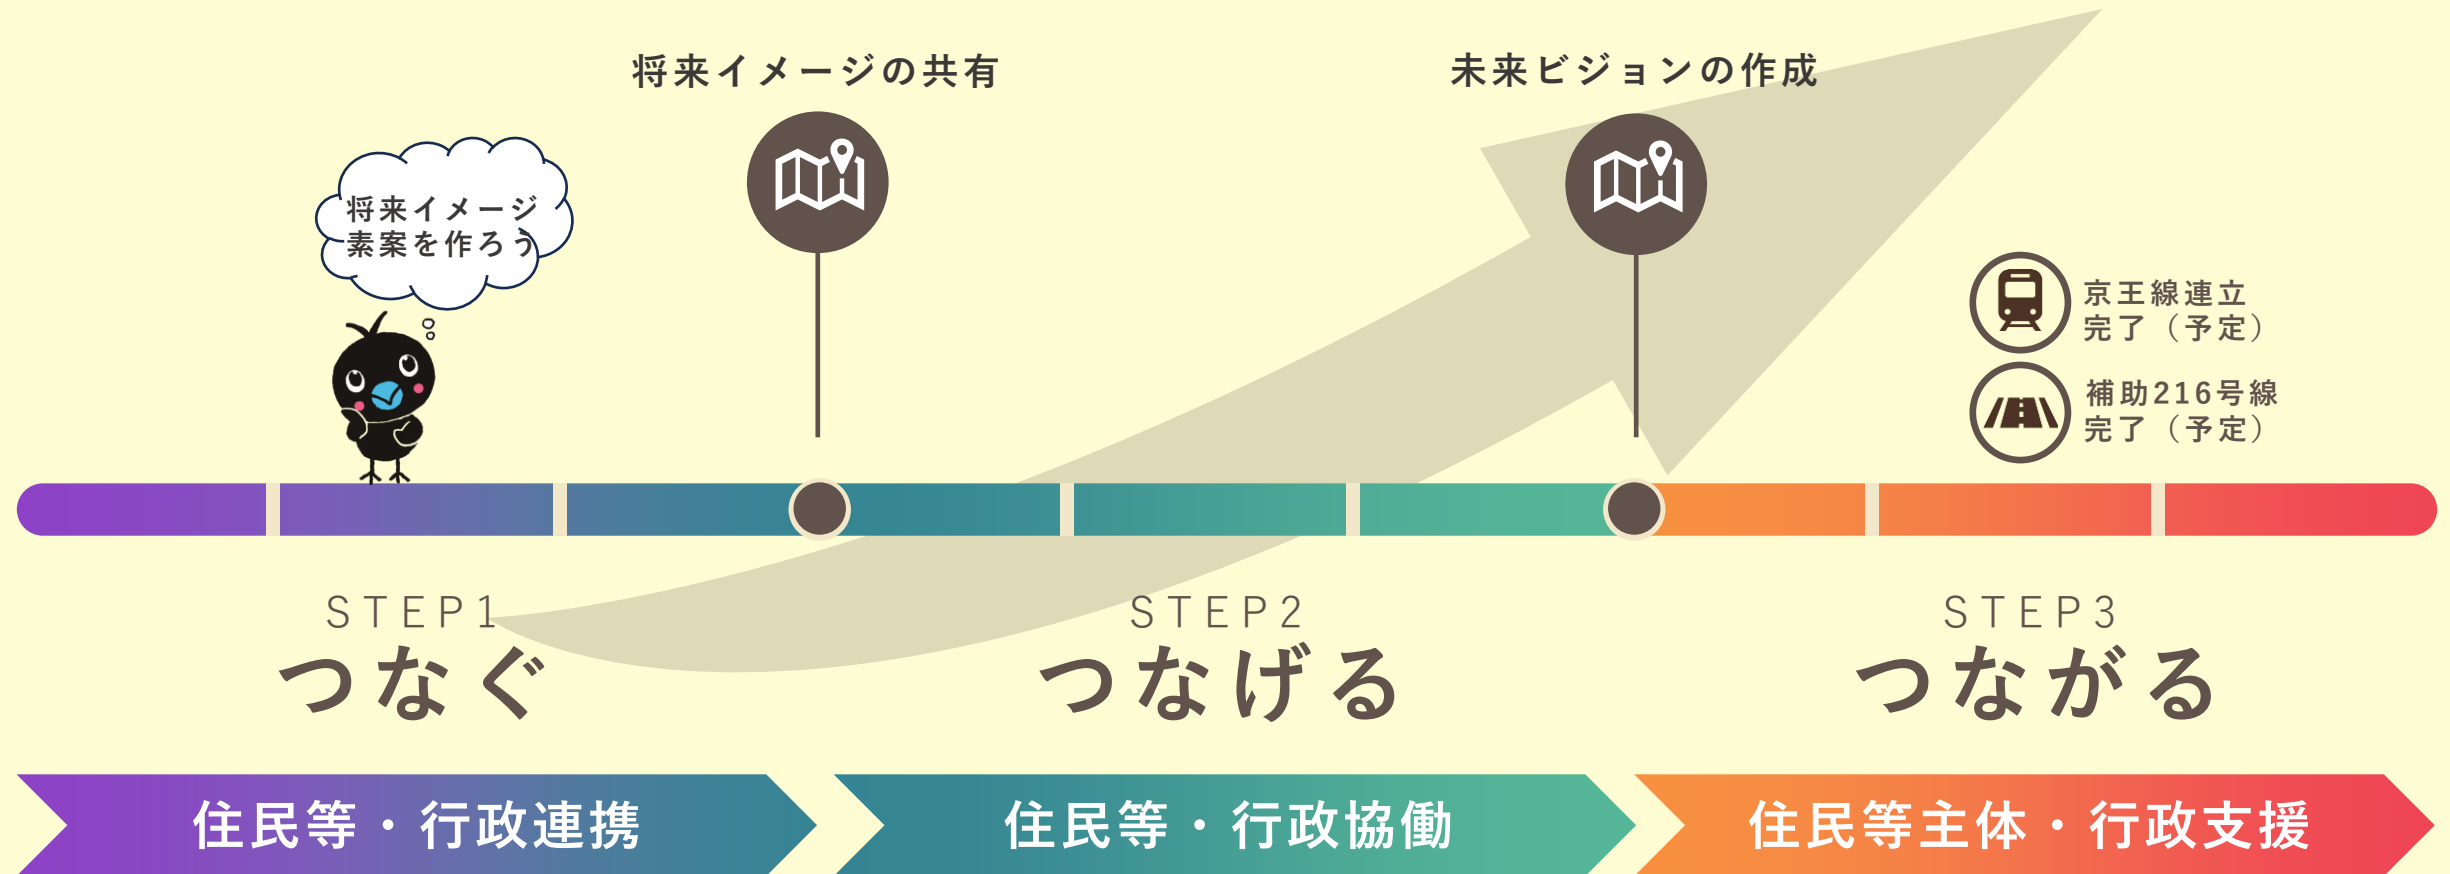 将来イメージの共有
未来ビジョンの作成
将来イメージ
素案を作ろう
京王線連立
完了（予定）
補助216号線
完了（予定）
STEP1
つなぐ
STEP2
つなげる
STEP3
つながる
住民等・行政連携
住民等・行政協働
住民等主体・行政支援